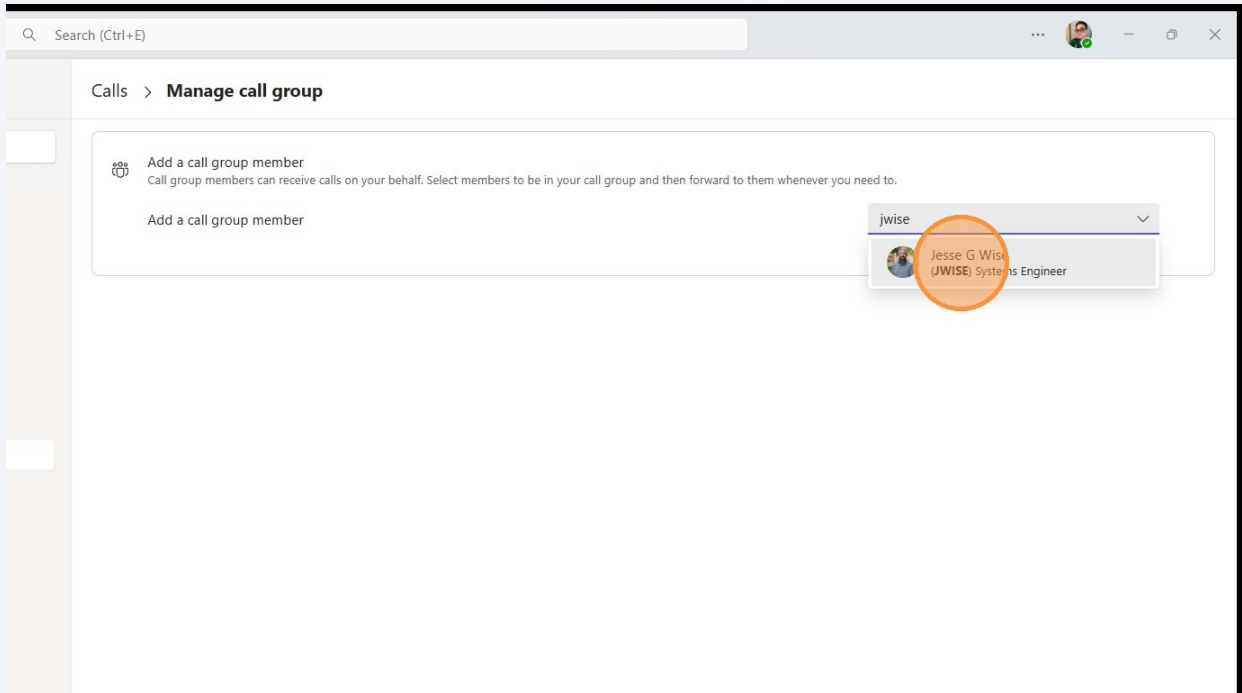 Search (Ctrl+E)
Calls > Manage call group
Add a call group member
Call group members can receive calls on your behalf. Select members to be in your call group and then forward to them whenever you need to.
Add a call group member
jwise
Jesse G Wise
(JWISE) Systems Engineer